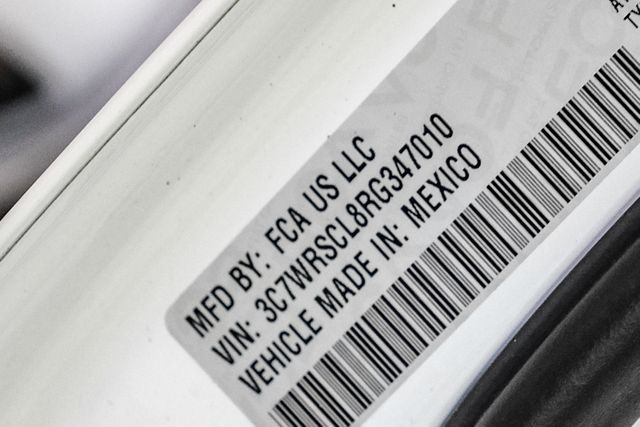 MFD BY: FCA US LLC
VIN: 3C7WRSCL8RG347010
VEHICLE MADE IN: MEXICO